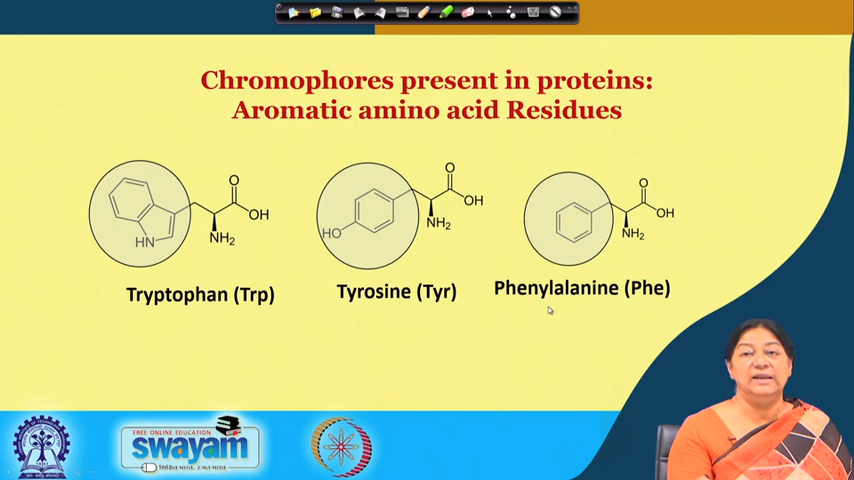 Chromophores present in proteins:
Aromatic amino acid Residues
O
OH
NH₂
HN
O
OH
NH₂
HO
O
OH
NH₂
Tryptophan (Trp)
Tyrosine (Tyr)
Phenylalanine (Phe)
FREE ONLINE EDUCATION
swayam